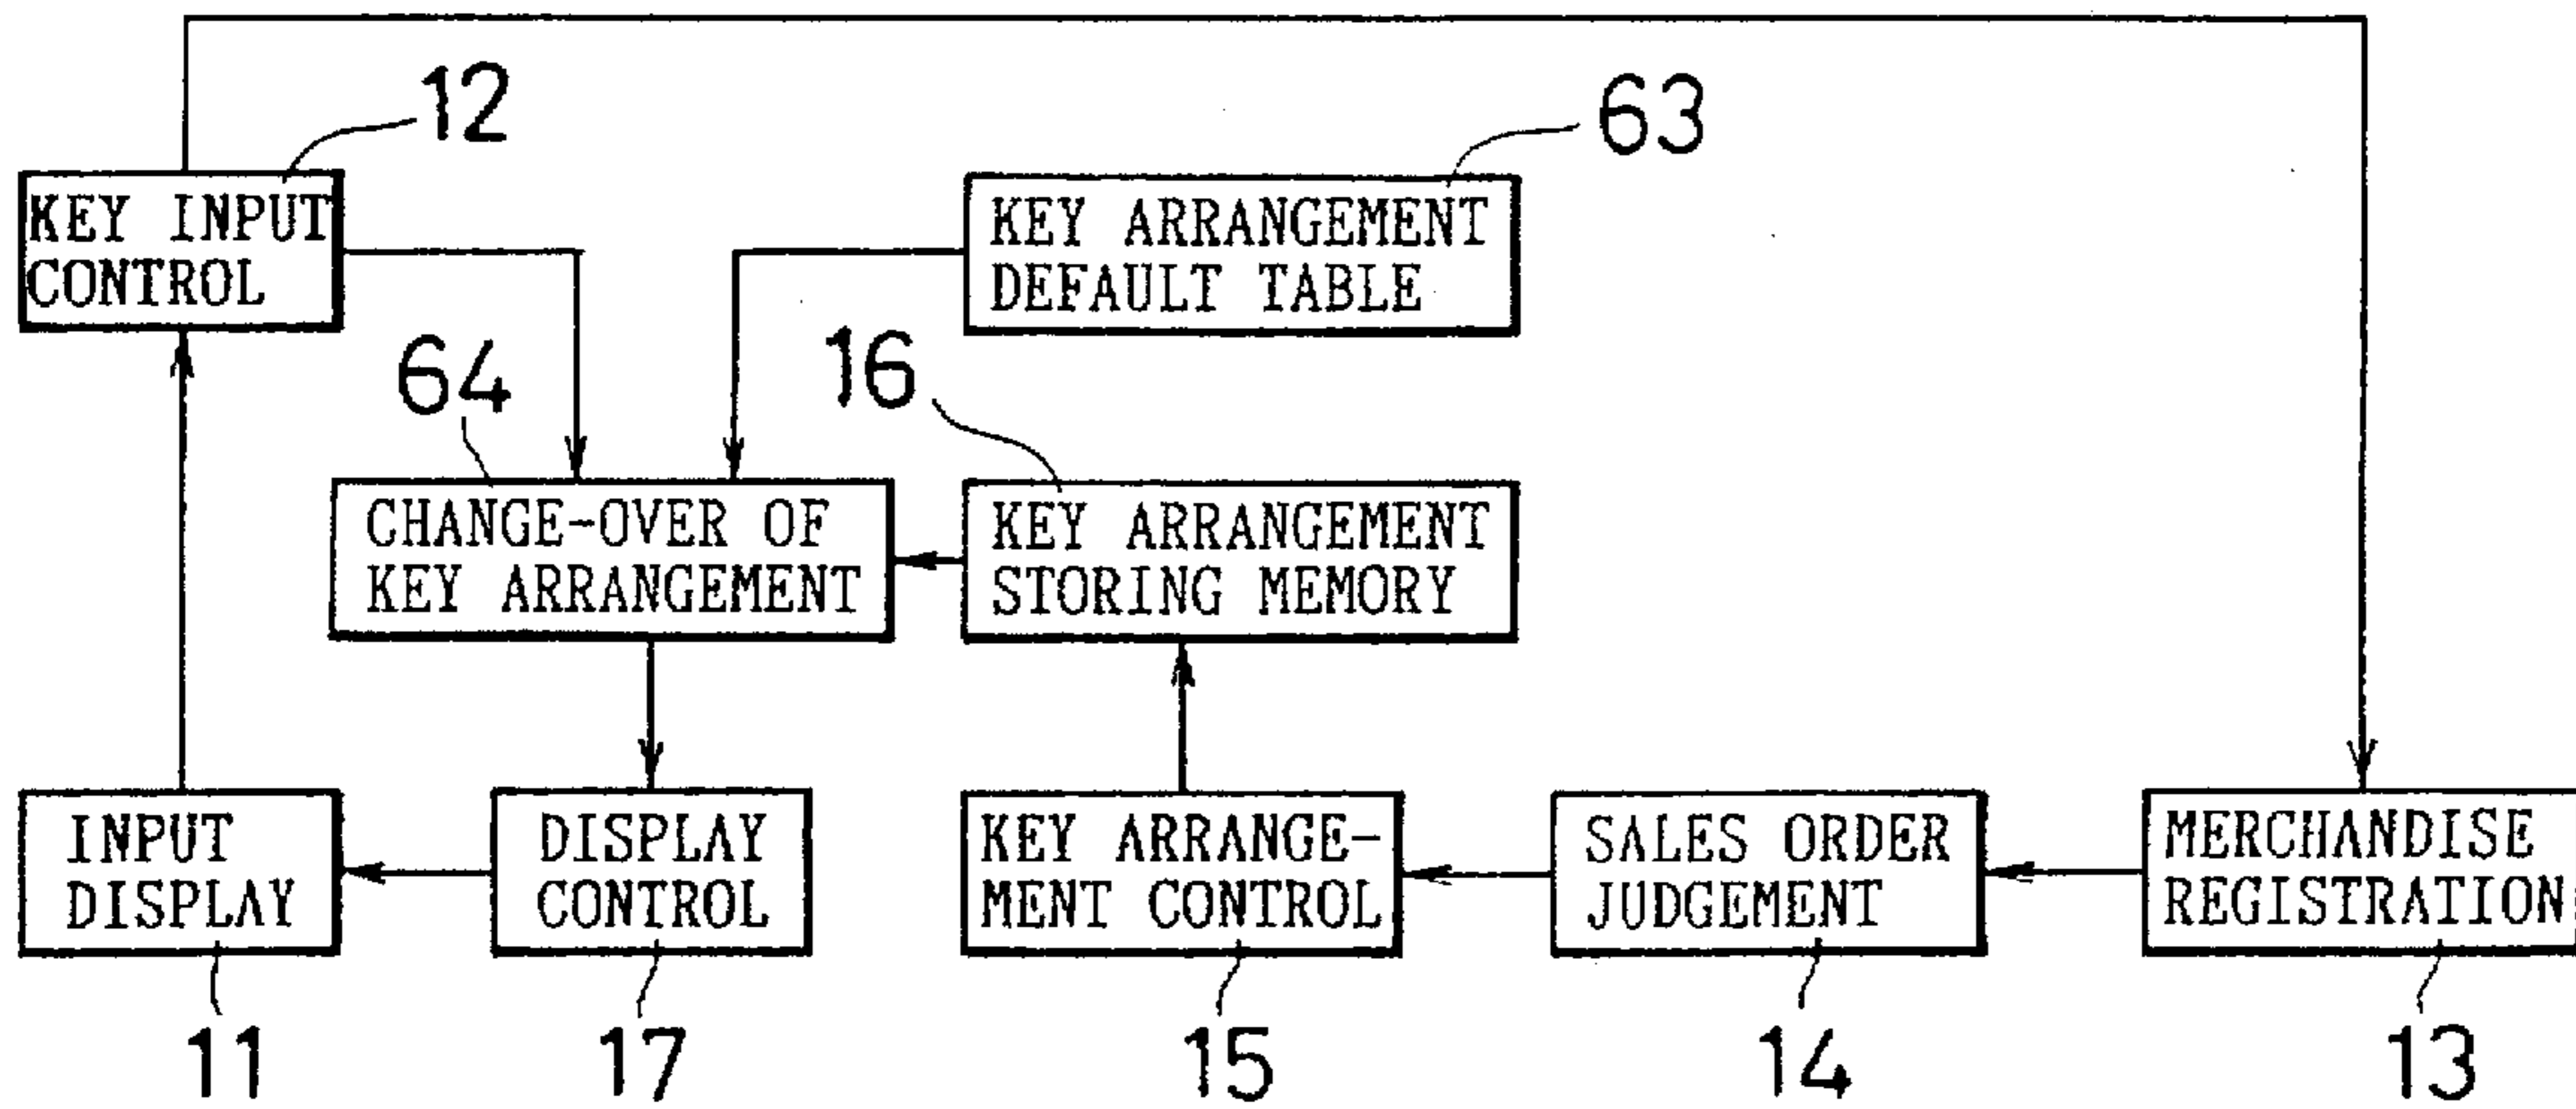 12
63
KEY INPUT
CONTROL
KEY ARRANGEMENT
DEFAULT TABLE
64
16
CHANGE-OVER OF
KEY ARRANGEMENT
KEY ARRANGEMENT
STORING MEMORY
INPUT
DISPLAY
DISPLAY
CONTROL
KEY ARRANGE-
MENT CONTROL
SALES ORDER
JUDGEMENT
MERCHANDISE
REGISTRATION
11
17
15
14
13